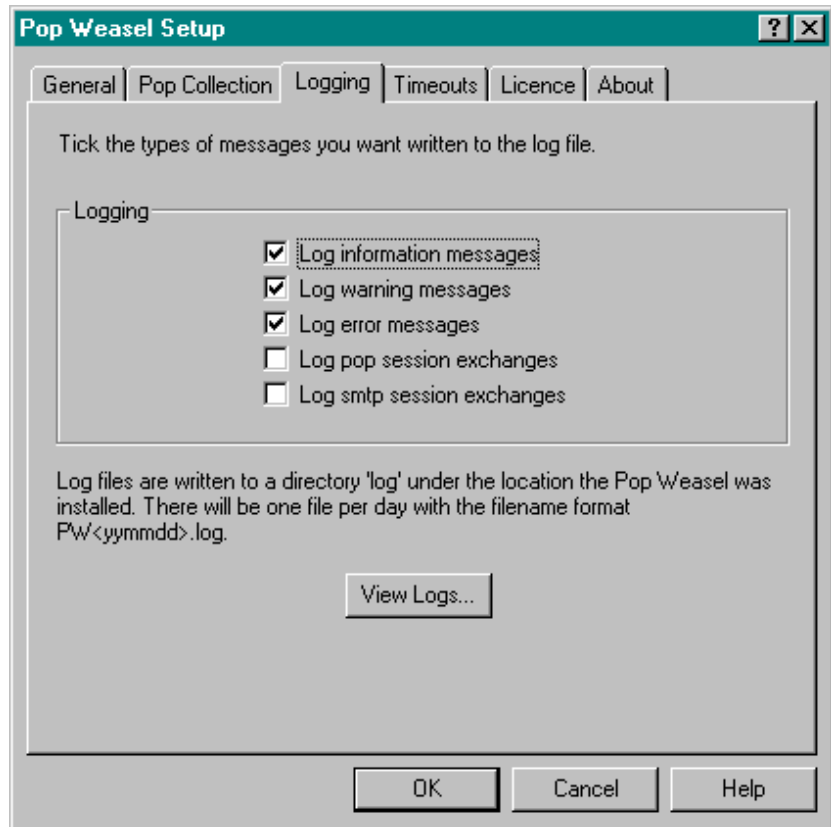 Pop Weasel Setup
General Pop Collection Logging Timeouts Licence About
Tick the types of messages you want written to the log file.
Logging
Log information messages
Log warning messages
Log error messages
Log pop session exchanges
Log smtp session exchanges
Log files are written to a directory 'log' under the location the Pop Weasel was
installed. There will be one file per day with the filename format
PW<yymmdd>.log.
View Logs...
OK Cancel Help